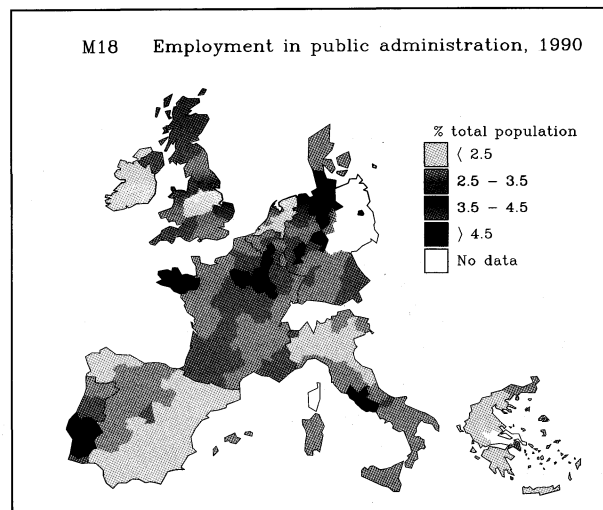 M18 Employment in public administration, 1990
% total population
⟨ 2.5
2.5 – 3.5
3.5 – 4.5
⟩ 4.5
No data